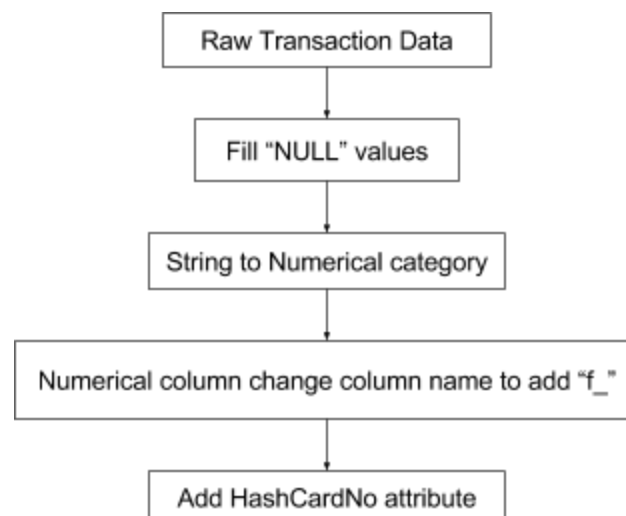 Raw Transaction Data
Fill “NULL” values
String to Numerical category
Numerical column change column name to add “f_”
Add HashCardNo attribute